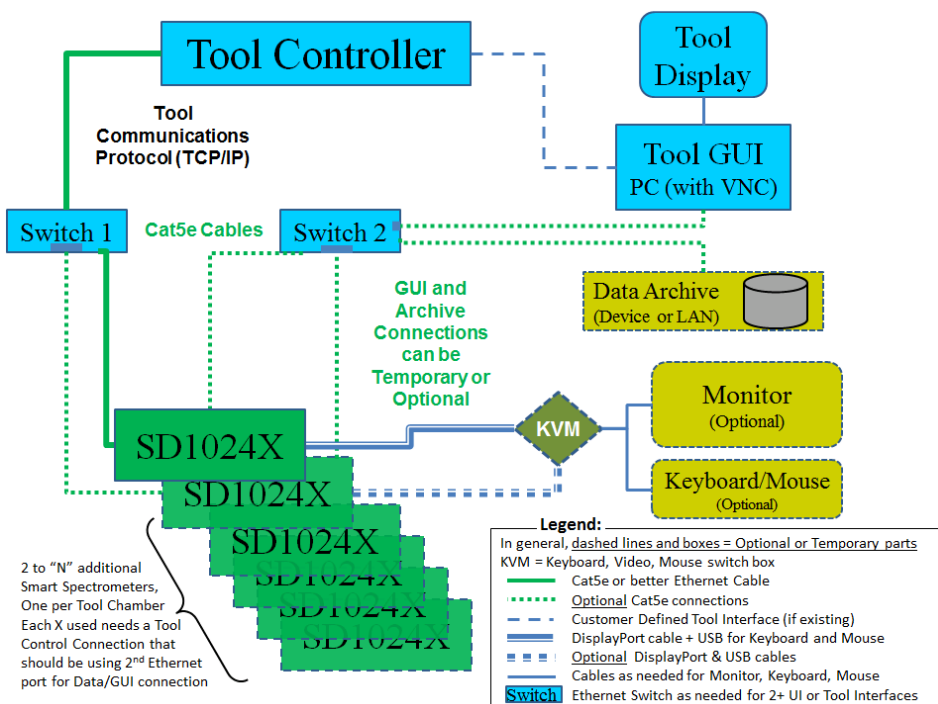 Tool Controller
Tool
Display
Tool
Communications
Protocol (TCP/IP)
Tool GUI
PC (with VNC)
Switch 1
Cat5e Cables
Switch 2
GUI and
Archive
Connections
can be
Temporary or
Optional
Data Archive
(Device or LAN)
SD1024X
SD1024X
SD1024X
SD1024X
SD1024X
SD1024X
KVM
Monitor
(Optional)
Keyboard/Mouse
(Optional)
2 to “N” additional
Smart Spectrometers,
One per Tool Chamber
Each X used needs a Tool
Control Connection that
should be using 2nd Ethernet
port for Data/GUI connection
Legend:
In general, dashed lines and boxes = Optional or Temporary parts
KVM = Keyboard, Video, Mouse switch box
Cat5e or better Ethernet Cable
Optional Cat5e connections
Customer Defined Tool Interface (if existing)
DisplayPort cable + USB for Keyboard and Mouse
Optional DisplayPort & USB cables
Cables as needed for Monitor, Keyboard, Mouse
Switch Ethernet Switch as needed for 2+ UI or Tool Interfaces